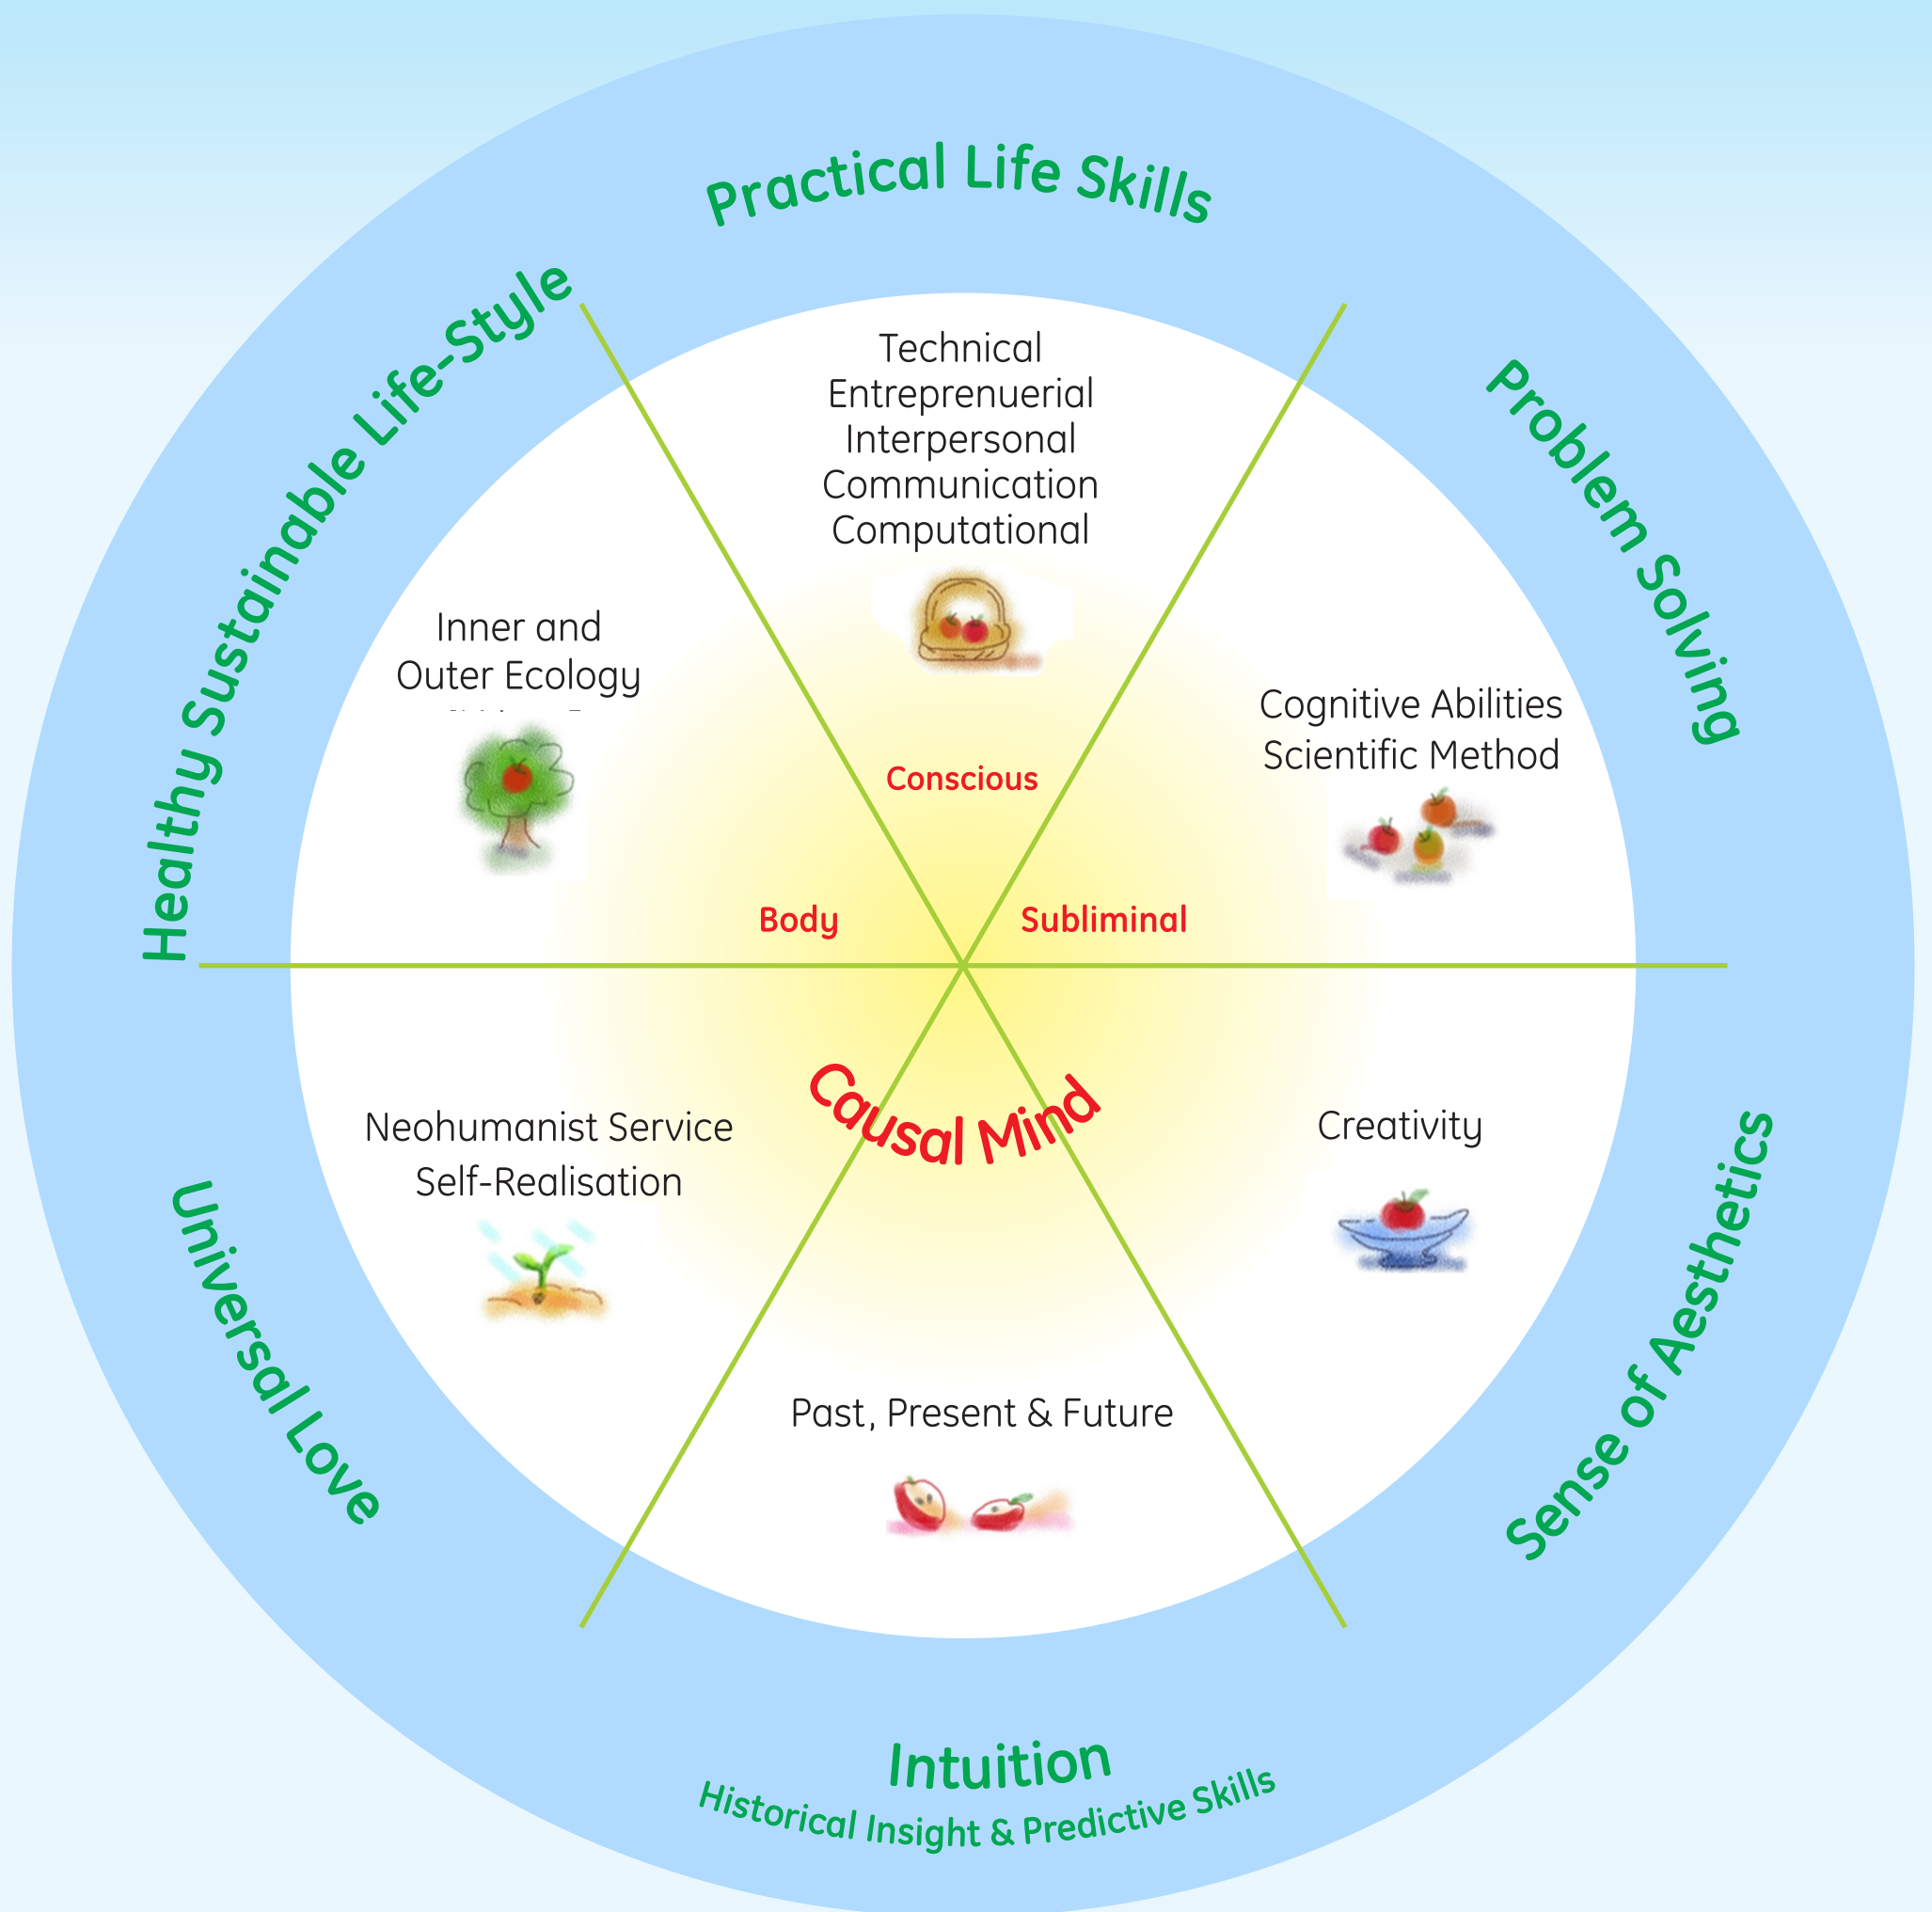 Practical Life Skills
Technical
Entreprenuerial
Interpersonal
Communication
Computational
Conscious
Problem Solving
Cognitive Abilities
Scientific Method
Subliminal
Sense of Aesthetics
Creativity
Intuition
Historical Insight & Predictive Skills
Past, Present & Future
Causal Mind
Universal Love
Neohumanist Service
Self-Realisation
Healthy Sustainable Life-Style
Inner and
Outer Ecology
Body